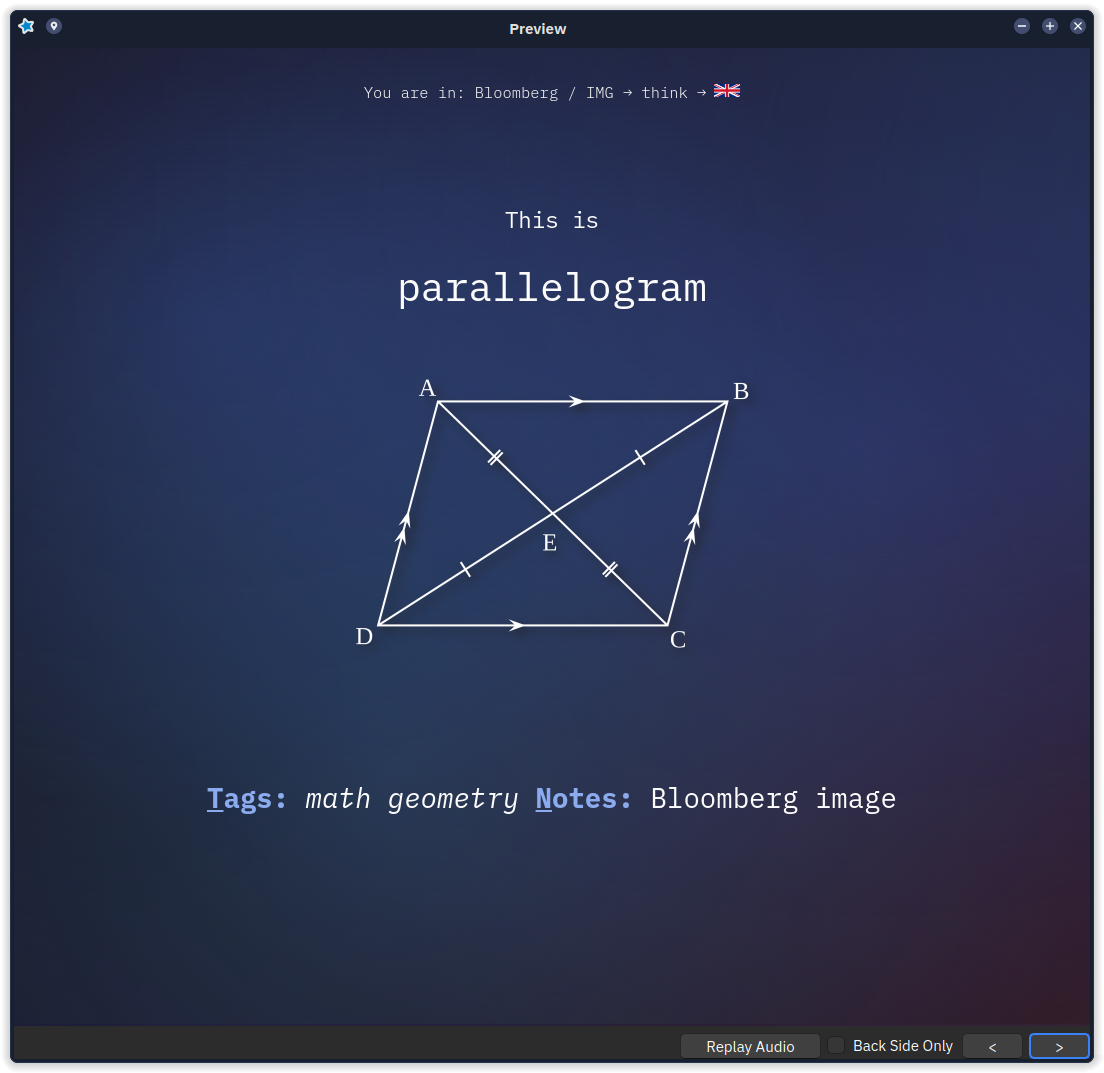 Preview
You are in: Bloomberg / IMG → think → 🇬🇧
This is
parallelogram
A
B
E
D
C
Tags: math geometry Notes: Bloomberg image
Replay Audio
Back Side Only
<
>